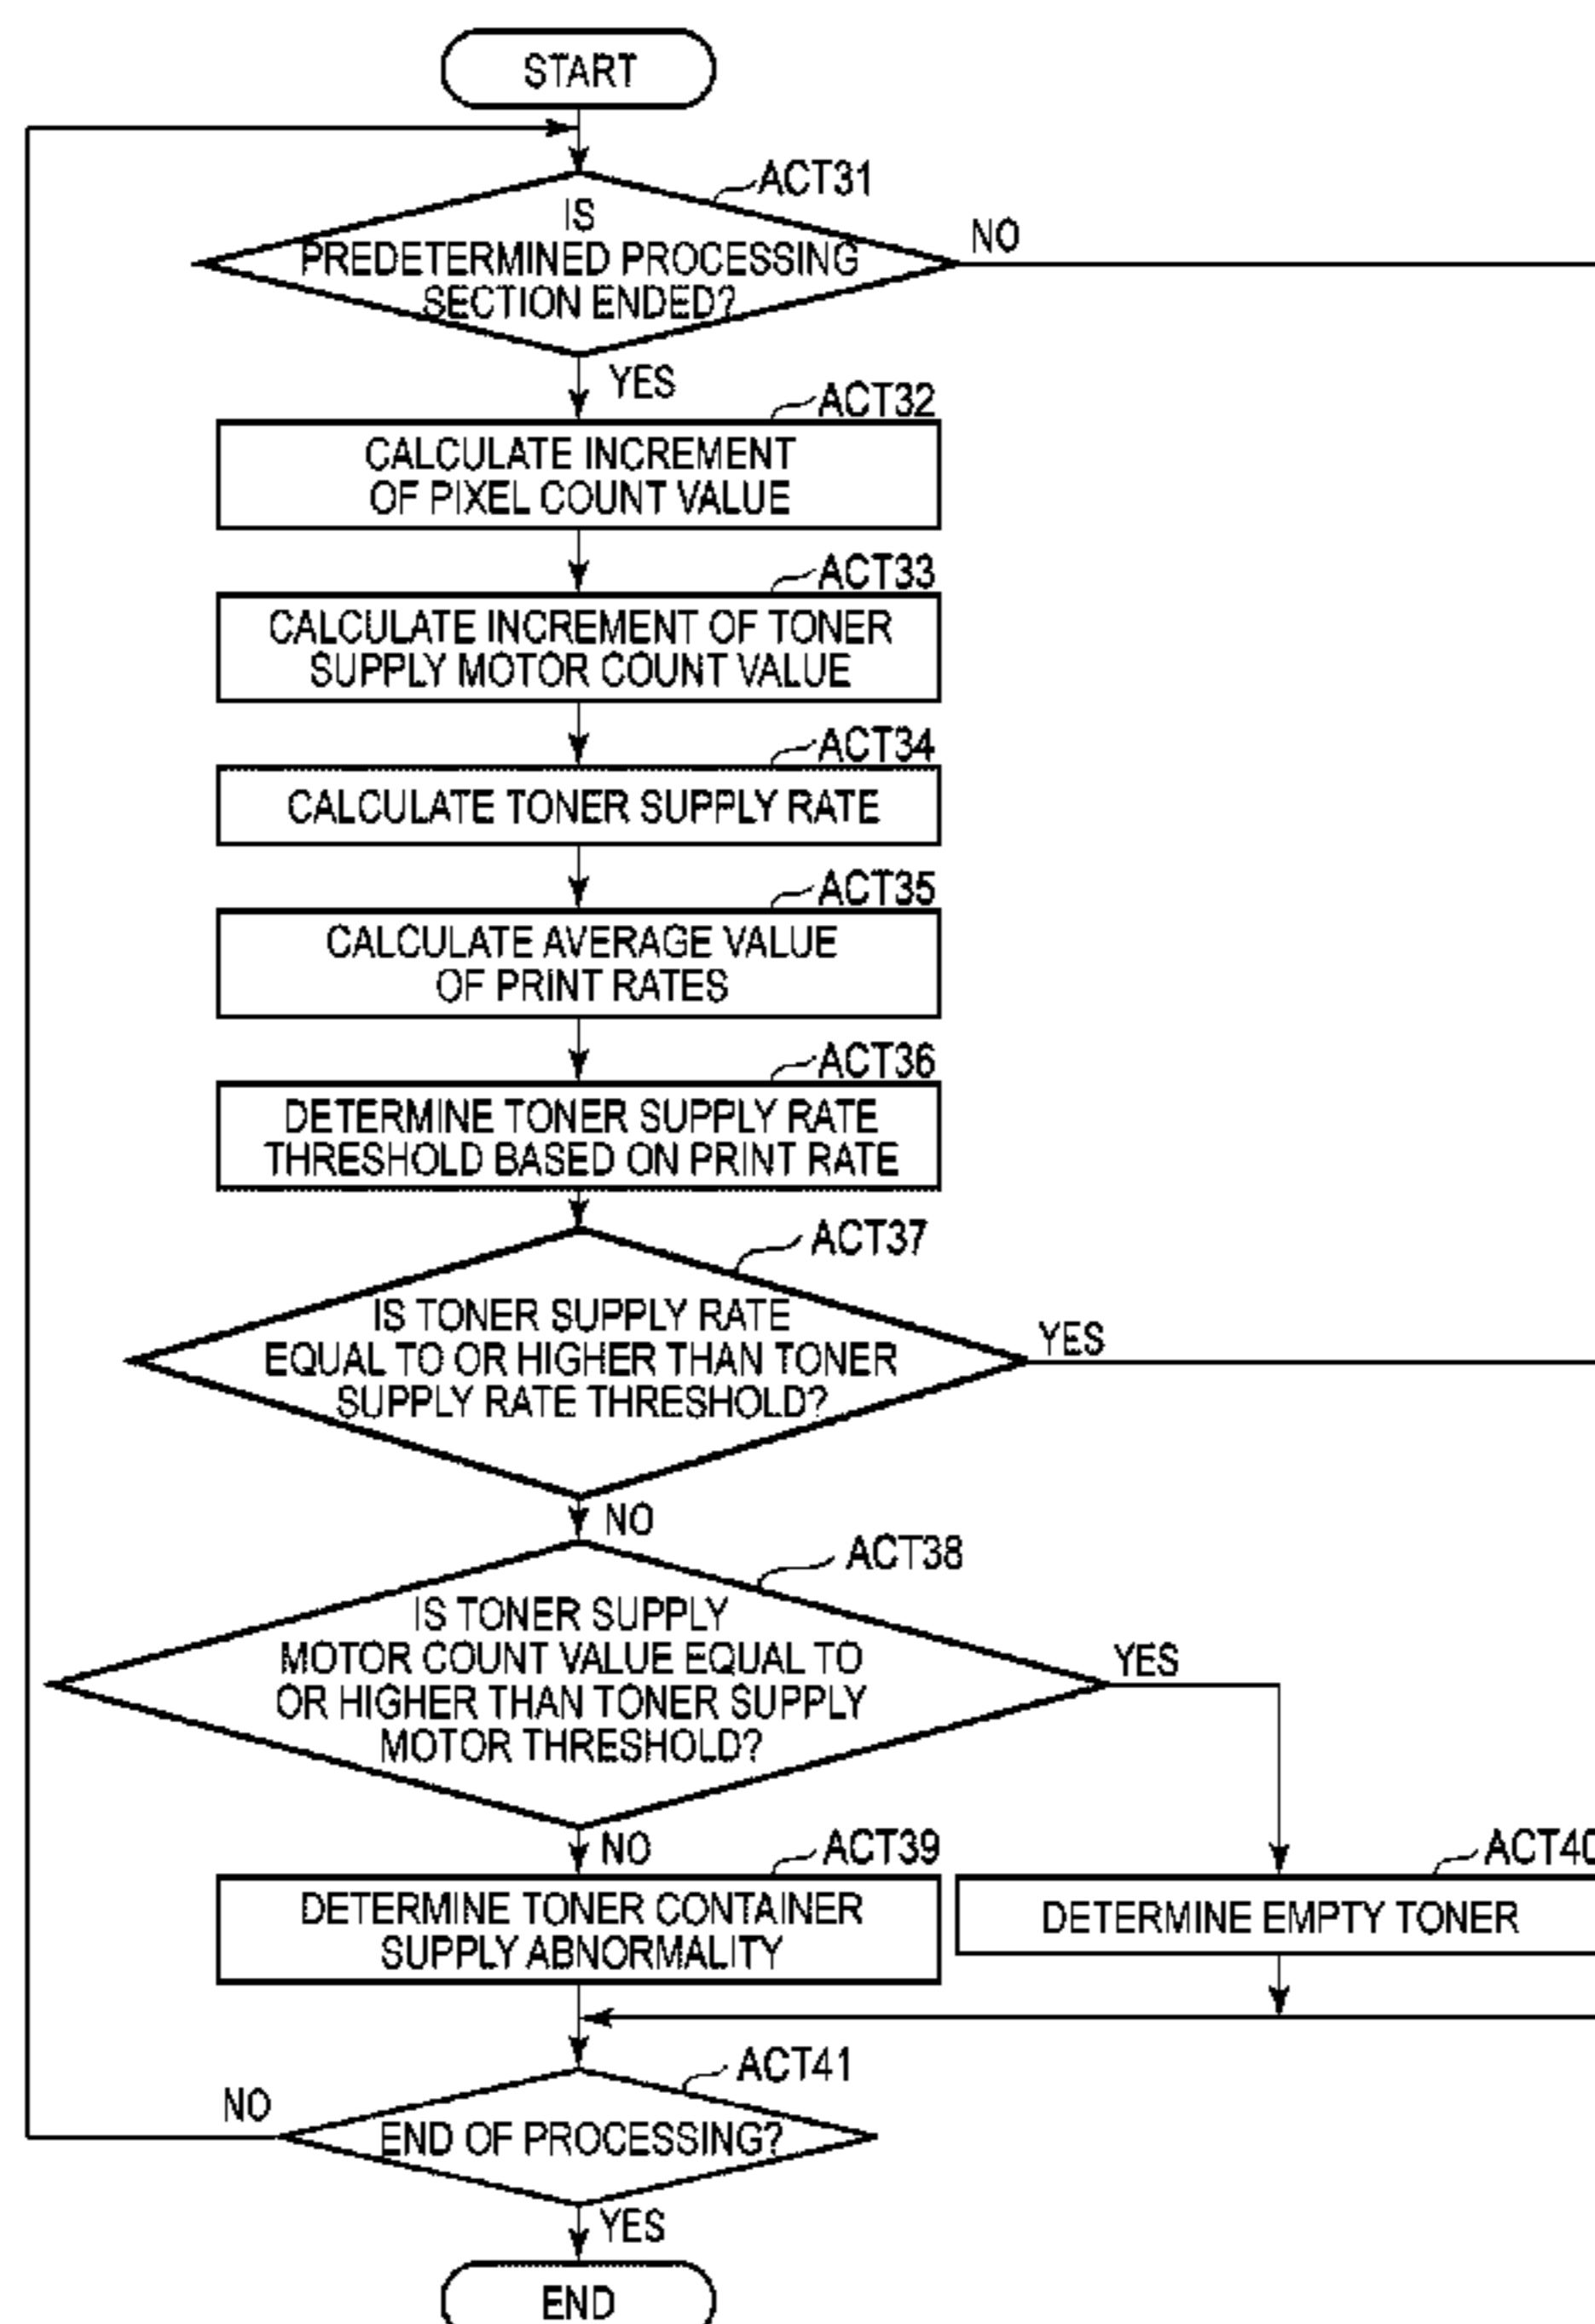 START
ACT31
IS
PREDETERMINED PROCESSING
SECTION ENDED?
NO
YES
ACT32
CALCULATE INCREMENT
OF PIXEL COUNT VALUE
ACT33
CALCULATE INCREMENT OF TONER
SUPPLY MOTOR COUNT VALUE
ACT34
CALCULATE TONER SUPPLY RATE
ACT35
CALCULATE AVERAGE VALUE
OF PRINT RATES
ACT36
DETERMINE TONER SUPPLY RATE
THRESHOLD BASED ON PRINT RATE
ACT37
IS TONER SUPPLY RATE
EQUAL TO OR HIGHER THAN TONER
SUPPLY RATE THRESHOLD?
YES
NO
ACT38
IS TONER SUPPLY
MOTOR COUNT VALUE EQUAL TO
OR HIGHER THAN TONER SUPPLY
MOTOR THRESHOLD?
YES
NO
ACT39
DETERMINE TONER CONTAINER
SUPPLY ABNORMALITY
ACT40
DETERMINE EMPTY TONER
ACT41
END OF PROCESSING?
NO
YES
END